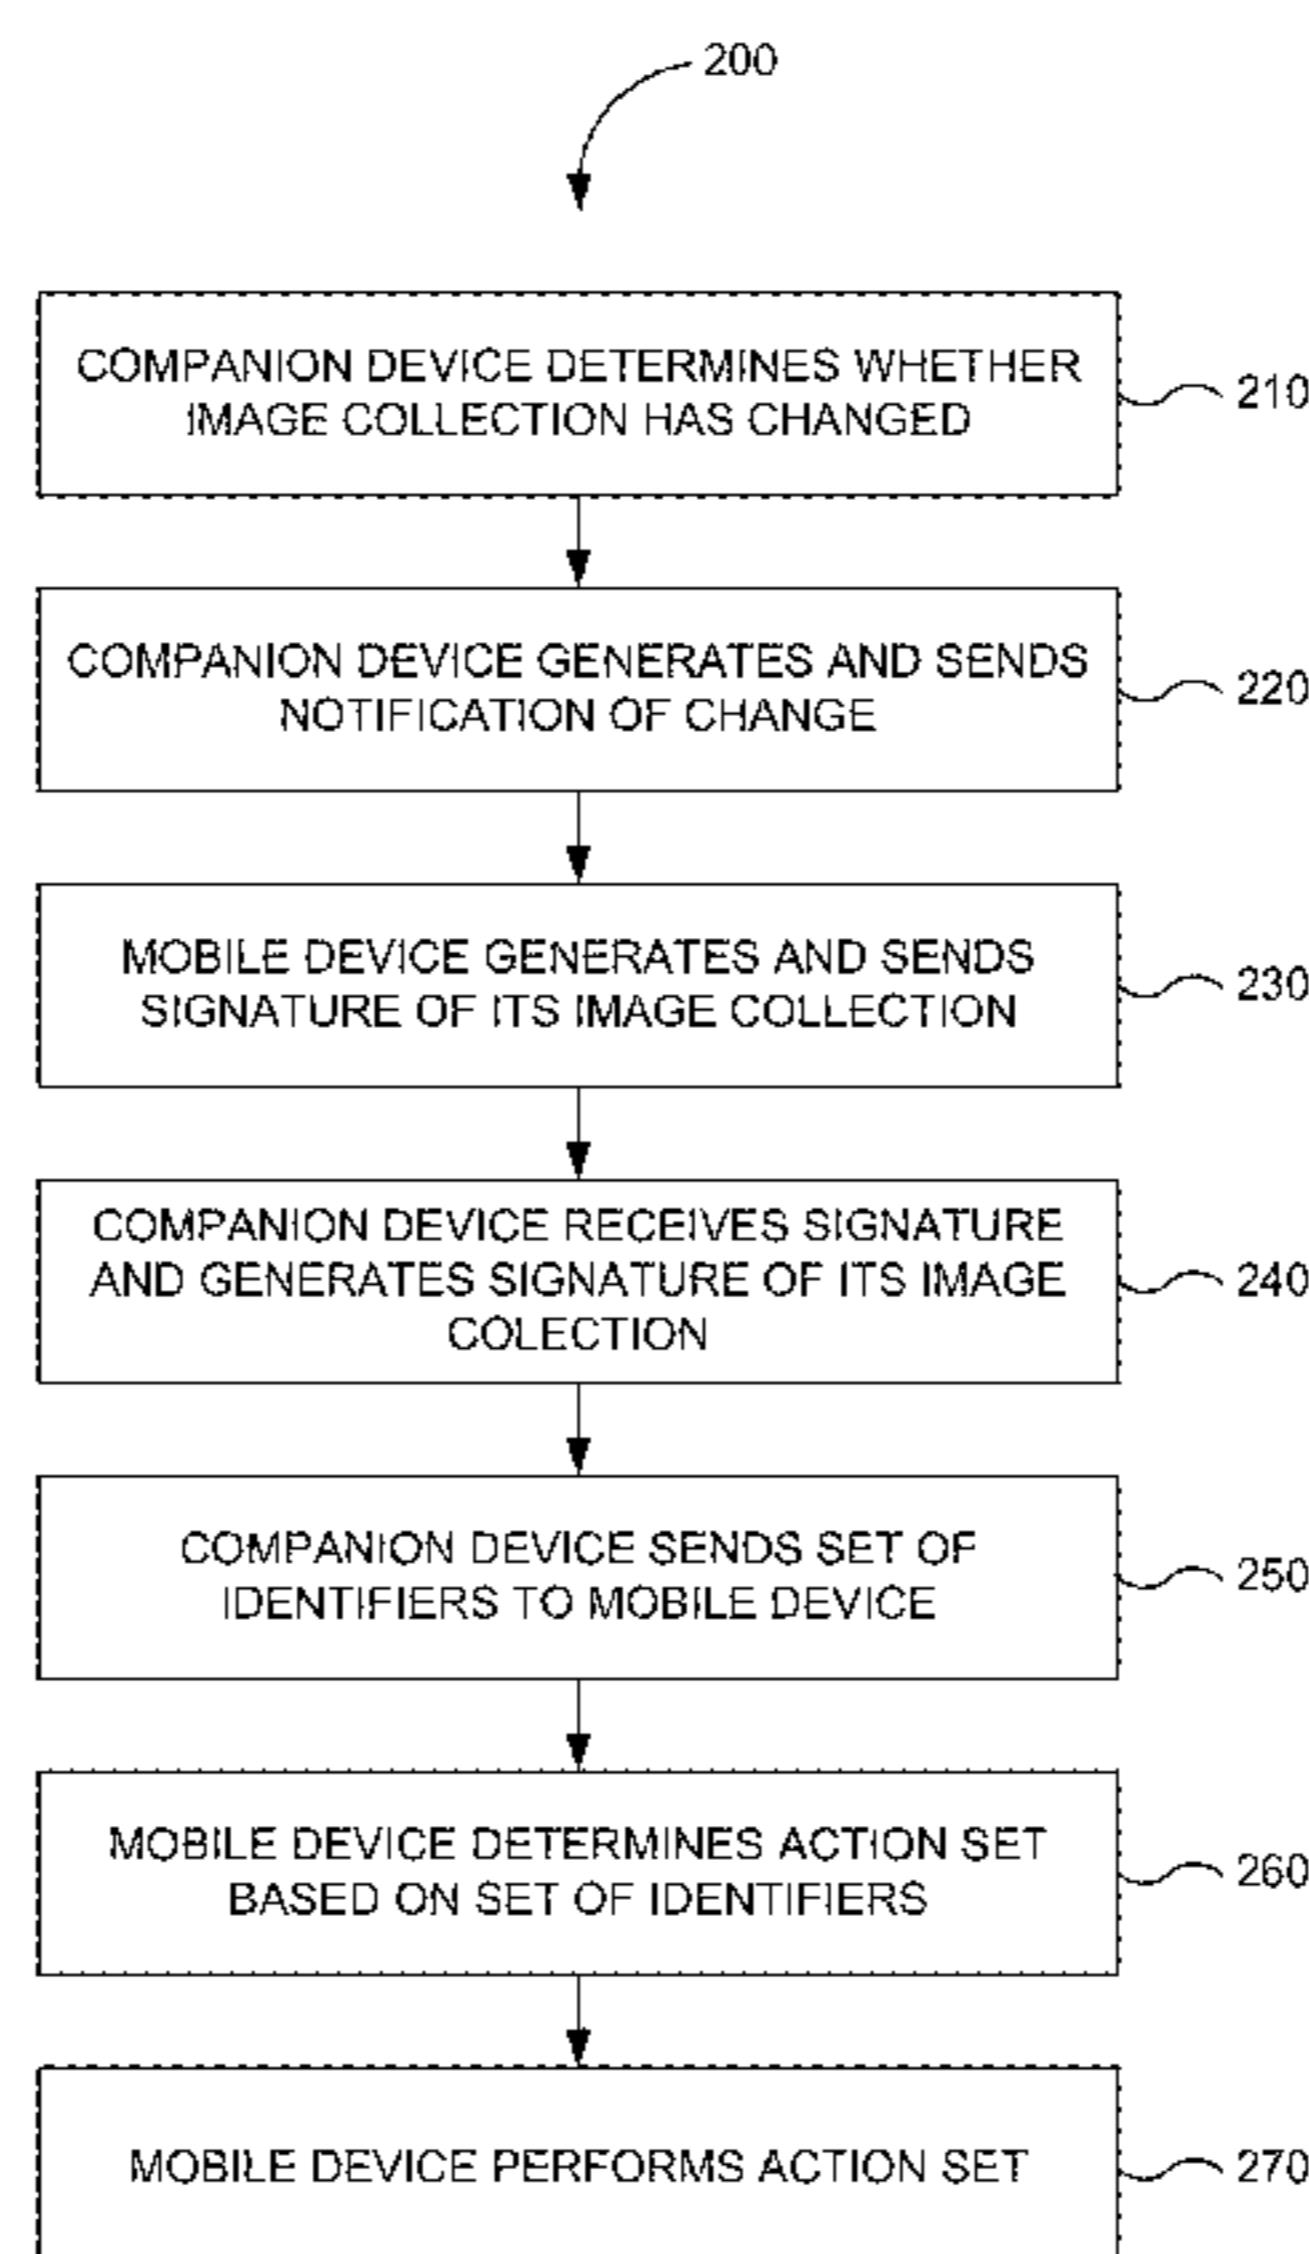 200
COMPANION DEVICE DETERMINES WHETHER
IMAGE COLLECTION HAS CHANGED
210
COMPANION DEVICE GENERATES AND SENDS
NOTIFICATION OF CHANGE
220
MOBILE DEVICE GENERATES AND SENDS
SIGNATURE OF ITS IMAGE COLLECTION
230
COMPANION DEVICE RECEIVES SIGNATURE
AND GENERATES SIGNATURE OF ITS IMAGE
COLECTION
240
COMPANION DEVICE SENDS SET OF
IDENTIFIERS TO MOBILE DEVICE
250
MOBILE DEVICE DETERMINES ACTION SET
BASED ON SET OF IDENTIFIERS
260
MOBILE DEVICE PERFORMS ACTION SET
270